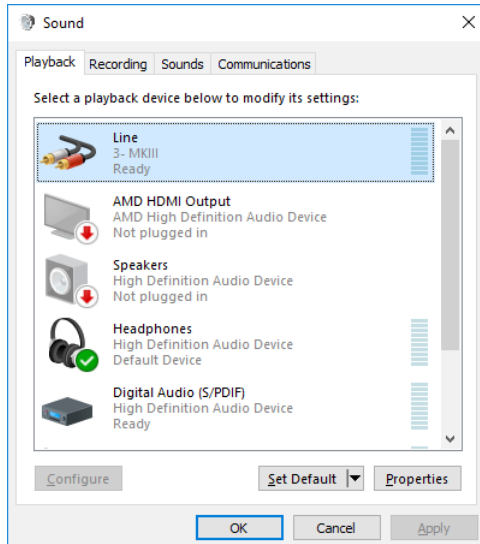 Sound
Playback Recording Sounds Communications
Select a playback device below to modify its settings:
Line
3- MKIII
Ready
AMD HDMI Output
AMD High Definition Audio Device
Not plugged in
Speakers
High Definition Audio Device
Not plugged in
Headphones
High Definition Audio Device
Default Device
Digital Audio (S/PDIF)
High Definition Audio Device
Ready
Configure Set Default Properties
OK Cancel Apply